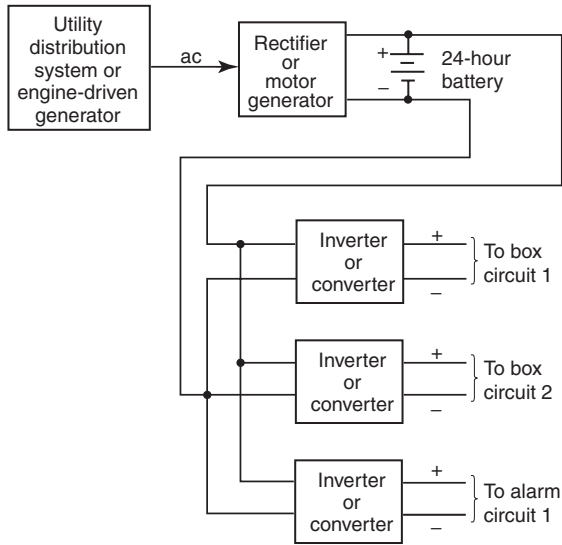 Utility
distribution
system or
engine-driven
generator
ac
Rectifier
or
motor
generator
+
–
24-hour
battery
Inverter
or
converter
+
–
To box
circuit 1
Inverter
or
converter
+
–
To box
circuit 2
Inverter
or
converter
+
–
To alarm
circuit 1